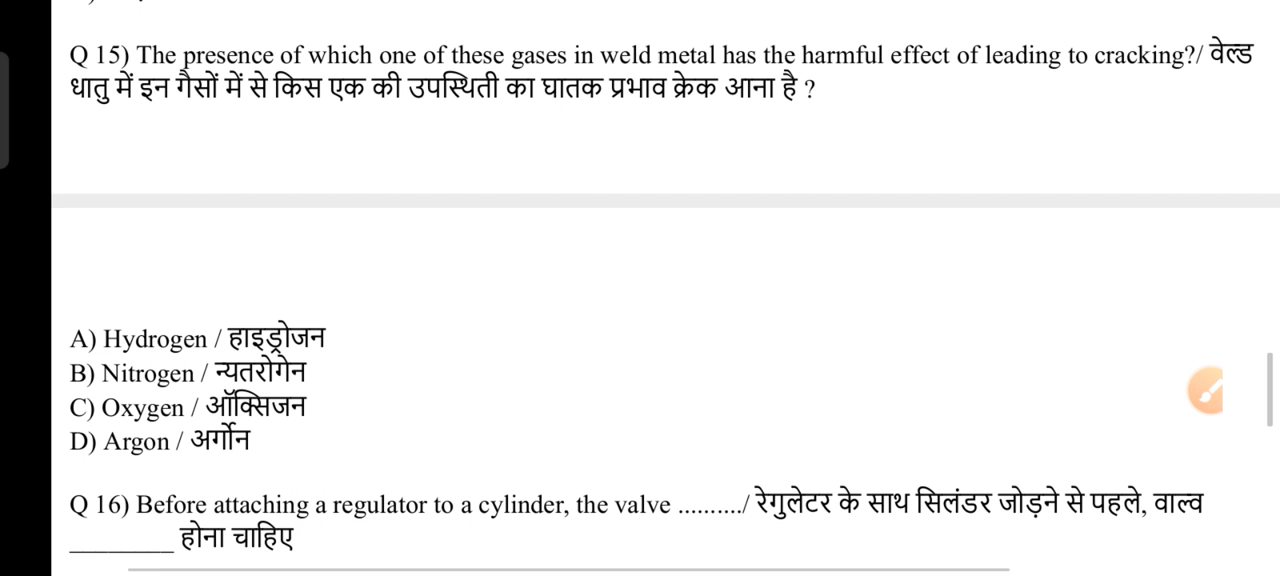 Q 15) The presence of which one of these gases in weld metal has the harmful effect of leading to cracking?/ वेल्ड
धातु में इन गैसों में से किस एक की उपस्थिती का घातक प्रभाव क्रेक आना है ?
A) Hydrogen / हाइड्रोजन
B) Nitrogen / न्यतरोगेन
C) Oxygen / ऑक्सिजन
D) Argon / अर्गोन
Q 16) Before attaching a regulator to a cylinder, the valve ........../ रेगुलेटर के साथ सिलंडर जोड़ने से पहले, वाल्व
_________ होना चाहिए